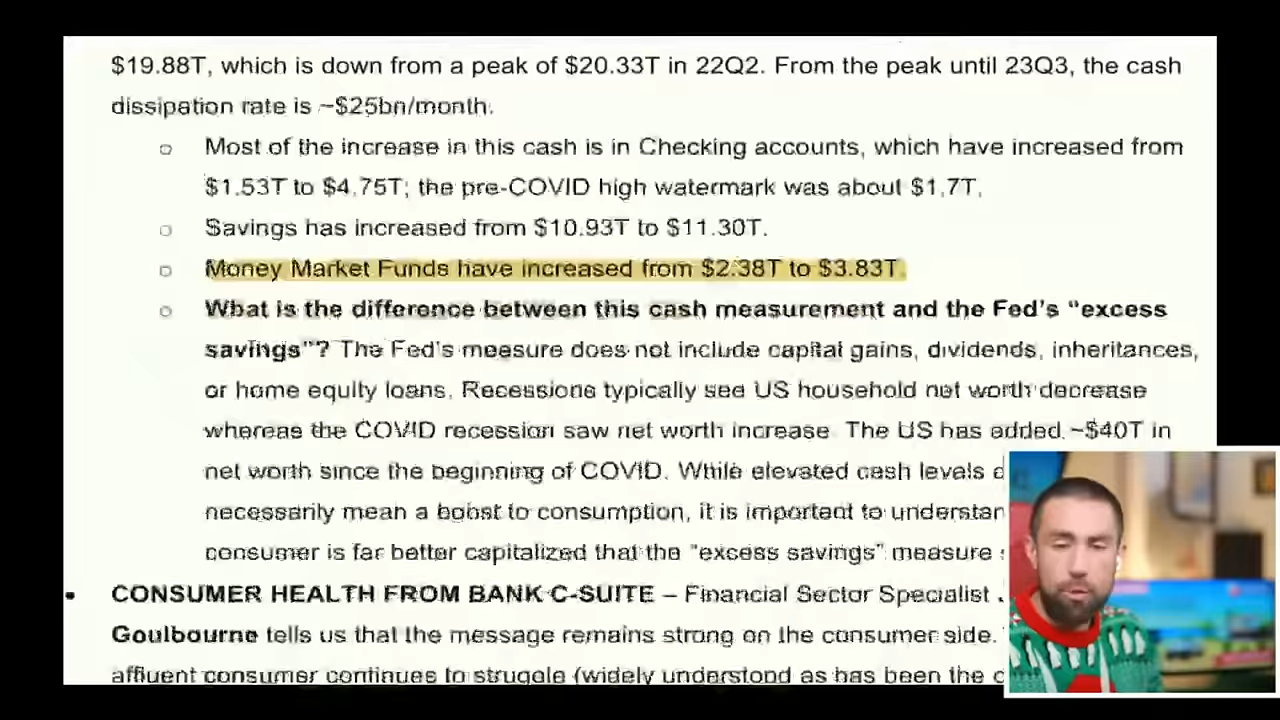 $19.88T, which is down from a peak of $20.33T in 22Q2. From the peak until 23Q3, the cash
dissipation rate is ~$25bn/month.
o Most of the increase in this cash is in Checking accounts, which have increased from
$1.53T to $4.75T; the pre-COVID high watermark was about $1.7T.
o Savings has increased from $10.93T to $11.30T.
o Money Market Funds have increased from $2.38T to $3.83T.
o What is the difference between this cash measurement and the Fed's “excess
savings”? The Fed's measure does not include capital gains, dividends, inheritances,
or home equity loans. Recessions typically see US household net worth decrease
whereas the COVID recession saw net worth increase. The US has added ~$40T in
net worth since the beginning of COVID. While elevated cash levels
necessarily mean a boost to consumption, it is important to
consumer is far better capitalized that the “excess savings” measure
• CONSUMER HEALTH FROM BANK C-SUITE – Financial Sector Specialist
Goulbourne tells us that the message remains strong on the consumer side.
affluent consumer continues to struggle (widely understood as has been the